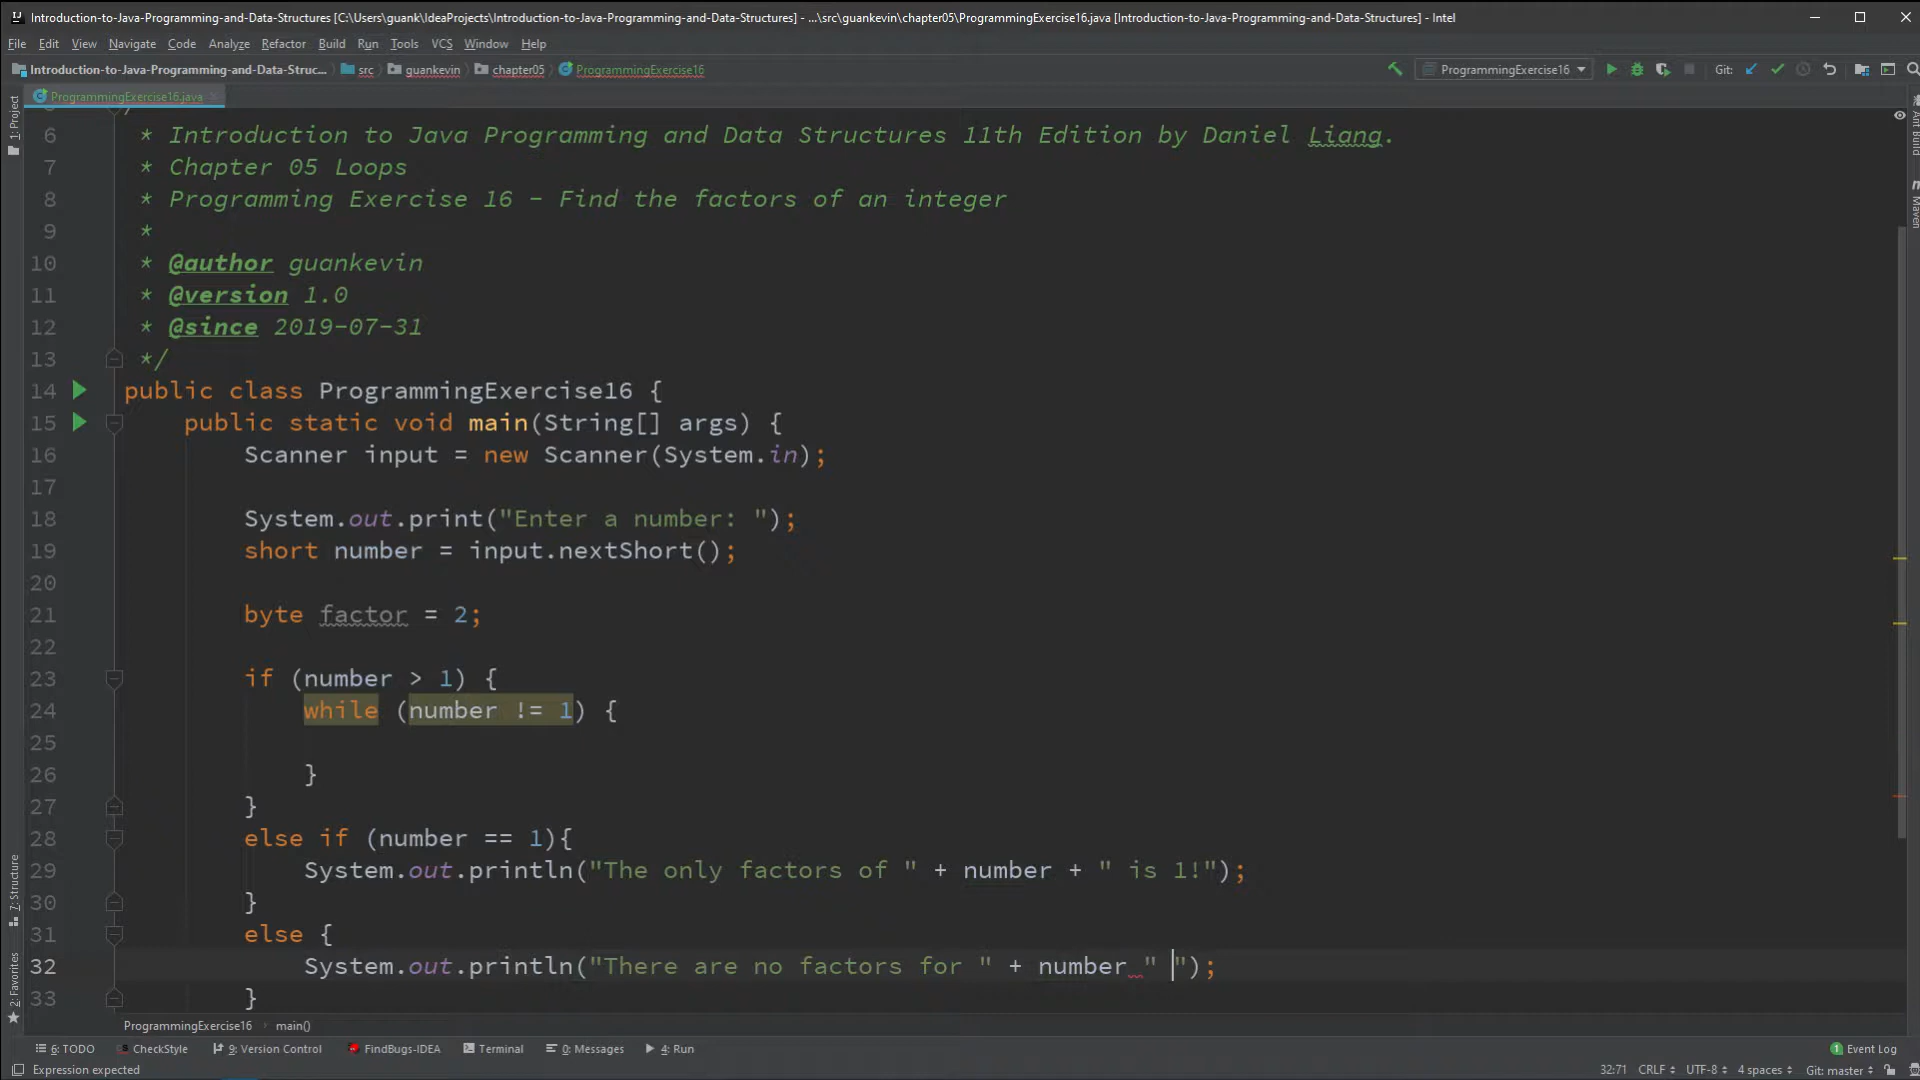 Introduction-to-Java-Programming-and-Data-Structures [C:\Users\guank\IdeaProjects\Introduction-to-Java-Programming-and-Data-Structures] - ...\src\guankevin\chapter05\ProgrammingExercise16.java [Introduction-to-Java-Programming-and-Data-Structures] - Intel
File Edit View Navigate Code Analyze Refactor Build Run Tools VCS Window Help
Introduction-to-Java-Programming-and-Data-Struc... src guankevin chapter05 ProgrammingExercise16 ProgrammingExercise16 Git:
ProgrammingExercise16.java
1: Project
Ant Build
Maven
6 * Introduction to Java Programming and Data Structures 11th Edition by Daniel Liang.
7 * Chapter 05 Loops
8 * Programming Exercise 16 - Find the factors of an integer
9 *
10 * @author guankevin
11 * @version 1.0
12 * @since 2019-07-31
13 */
14 public class ProgrammingExercise16 {
15 public static void main(String[] args) {
16 Scanner input = new Scanner(System.in);
17
18 System.out.print("Enter a number: ");
19 short number = input.nextShort();
20
21 byte factor = 2;
22
23 if (number > 1) {
24 while (number != 1) {
25
26 }
27 }
28 else if (number == 1){
29 System.out.println("The only factors of " + number + " is 1!");
30 }
31 else {
32 System.out.println("There are no factors for " + number " ");
33 }
7: Structure
2: Favorites
ProgrammingExercise16 main()
6: TODO CheckStyle 9: Version Control FindBugs-IDEA Terminal 0: Messages 4: Run 1 Event Log
Expression expected 32:71 CRLF UTF-8 4 spaces Git: master